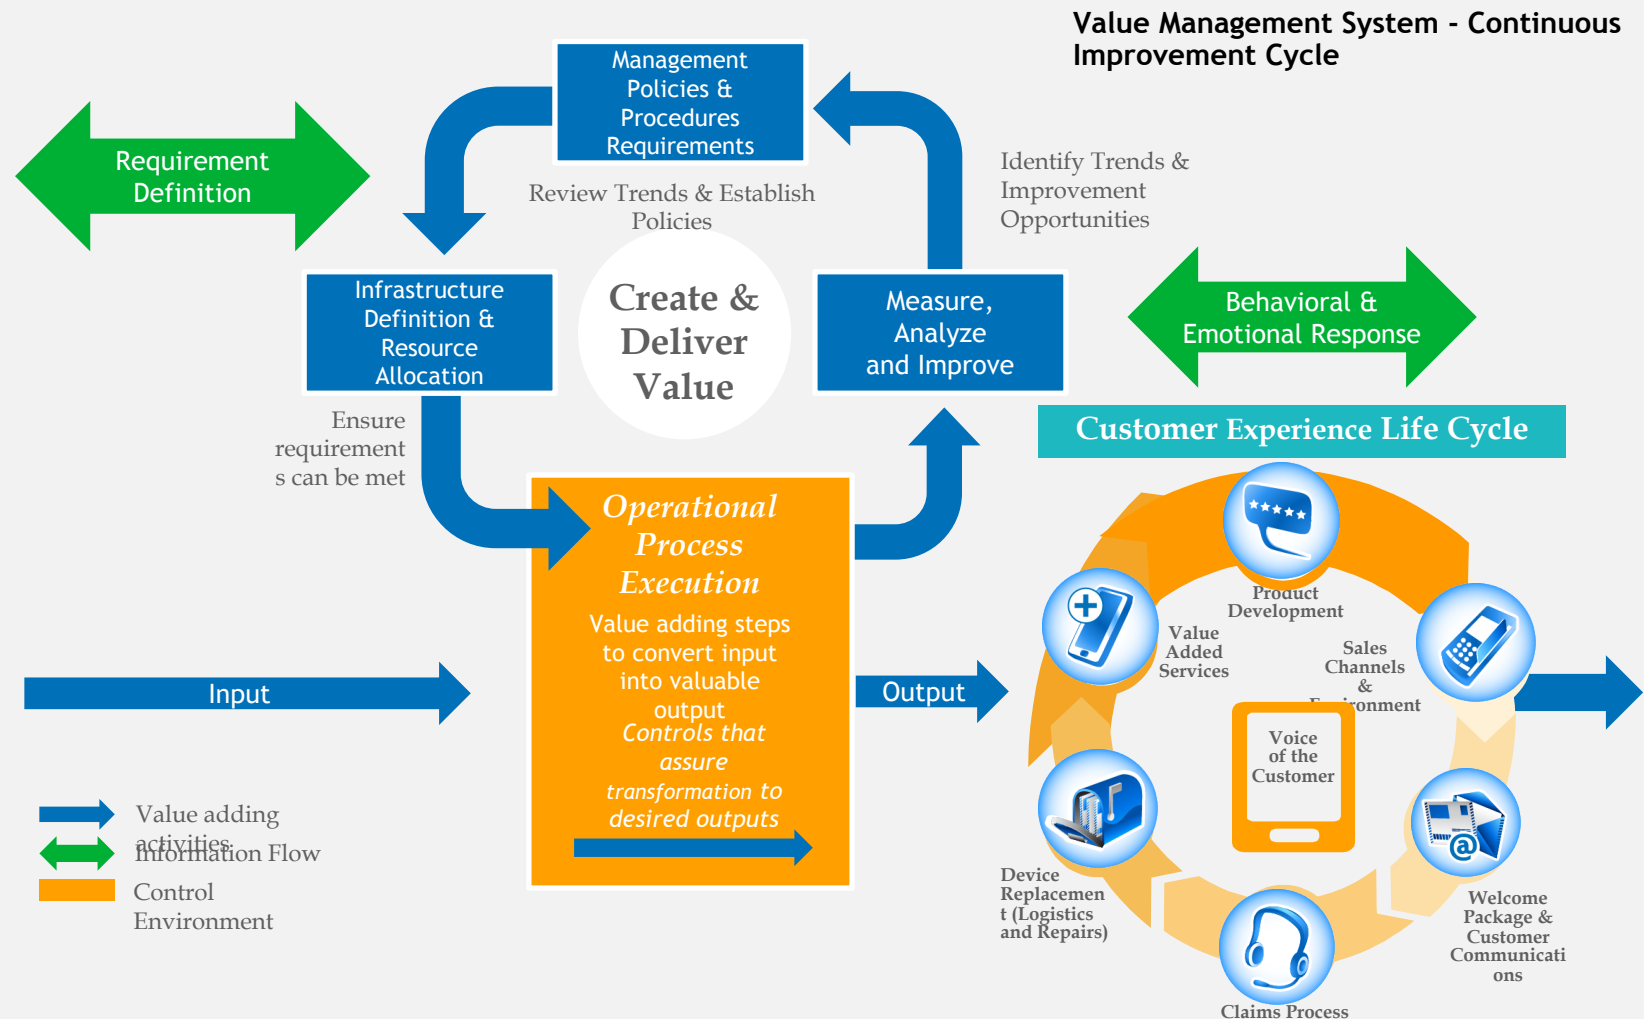 Value Management System - Continuous
Improvement Cycle
Management
Policies &
Procedures
Requirements
Requirement
Definition
Identify Trends &
Improvement
Opportunities
Review Trends & Establish
Policies
Infrastructure
Definition &
Resource
Allocation
Create &
Deliver
Value
Measure,
Analyze
and Improve
Behavioral &
Emotional Response
Ensure
requirement
s can be met
Customer Experience Life Cycle
Operational
Process
Execution
Value adding steps
to convert input
into valuable
output
Controls that
assure
transformation to
desired outputs
Input
Output
Product
Development
Value
Added
Services
Sales
Channels
&
Environment
Voice
of the
Customer
Device
Replacemen
t (Logistics
and Repairs)
Welcome
Package &
Customer
Communicati
ons
@
Claims Process
Value adding
activities
Information Flow
Control
Environment